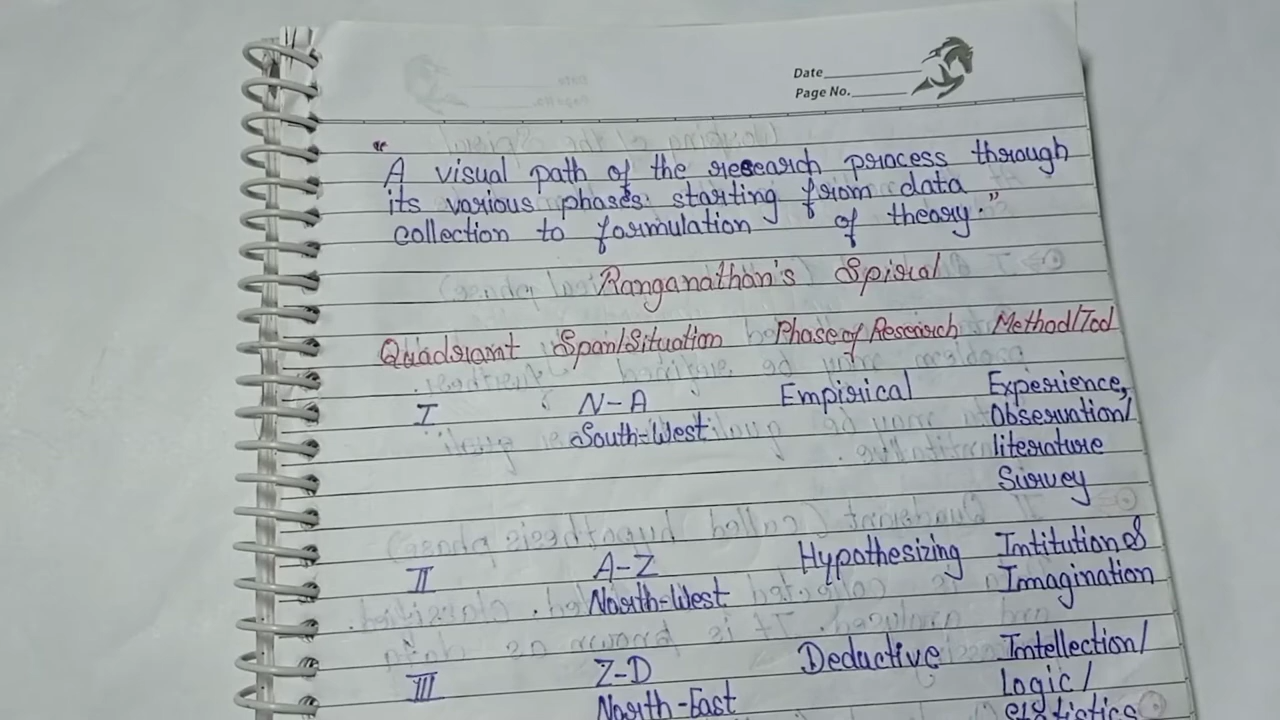 Date
Page No.
"A visual path of the research process through
its various phases starting from data
collection to formulation of theory."
Ranganathan's Spiral
Quadrant Span/Situation Phase of Research Method/Tool
I N-A Empirical Experience,
South-West Observation/
literature
Survey
II A-Z Hypothesizing Intitution &
North-West Imagination
III Z-D Deductive Intellection/
North-East Logic/
Statistics